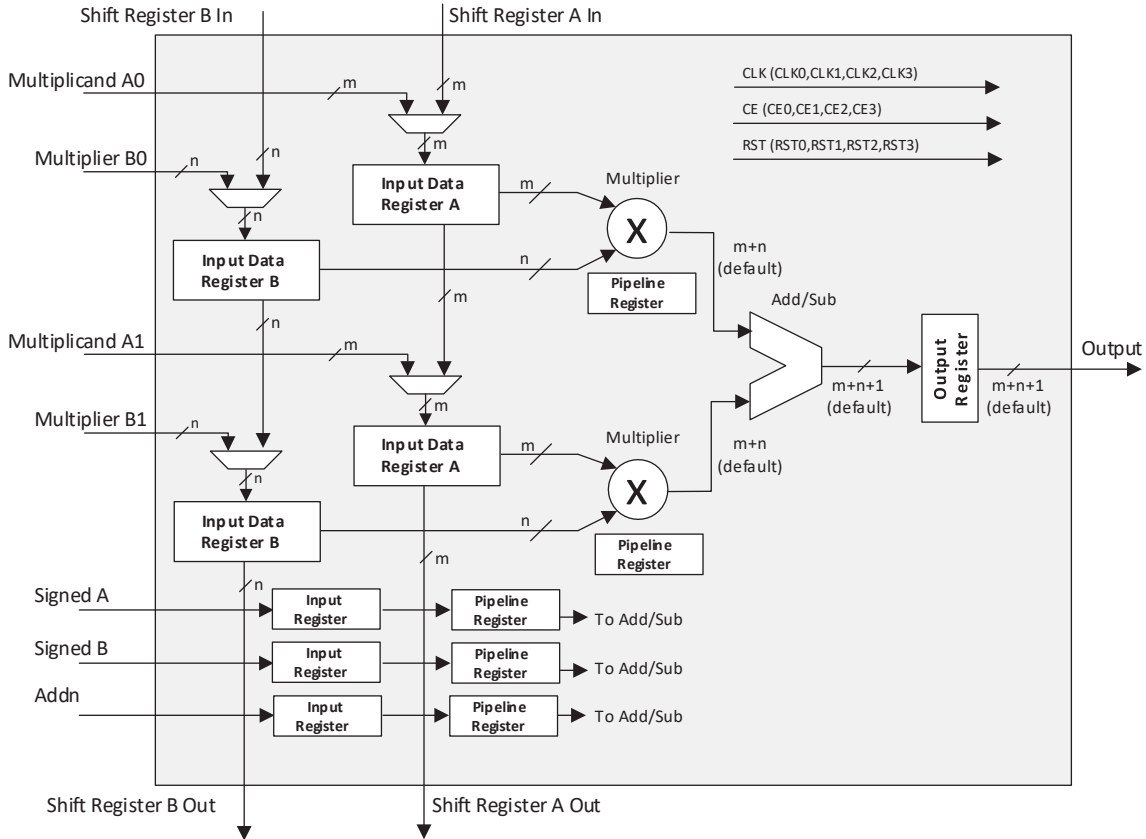 Shift Register B In
Shift Register A In
Multiplicand A0
m
m
CLK (CLK0,CLK1,CLK2,CLK3)
CE (CE0,CE1,CE2,CE3)
RST (RST0,RST1,RST2,RST3)
m
Multiplier B0
n
n
n
Input Data
Register A
m
Multiplier
X
m+n
(default)
Input Data
Register B
n
Pipeline
Register
m
n
Add/Sub
Multiplicand A1
m
m
Output
Register
Output
m+n+1
(default)
m+n+1
(default)
Multiplier B1
n
n
Input Data
Register A
m
Multiplier
X
m+n
(default)
Input Data
Register B
n
Pipeline
Register
m
n
Signed A
Input
Register
Pipeline
Register
To Add/Sub
Signed B
Input
Register
Pipeline
Register
To Add/Sub
Addn
Input
Register
Pipeline
Register
To Add/Sub
Shift Register B Out
Shift Register A Out